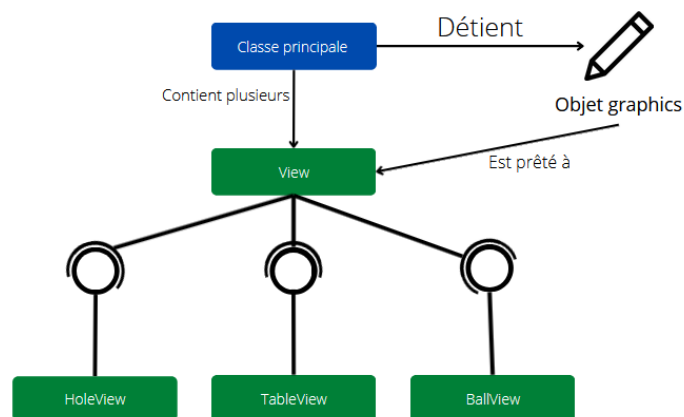 Classe principale
Détient
Objet graphics
Contient plusieurs
Est prêté à
View
HoleView
TableView
BallView